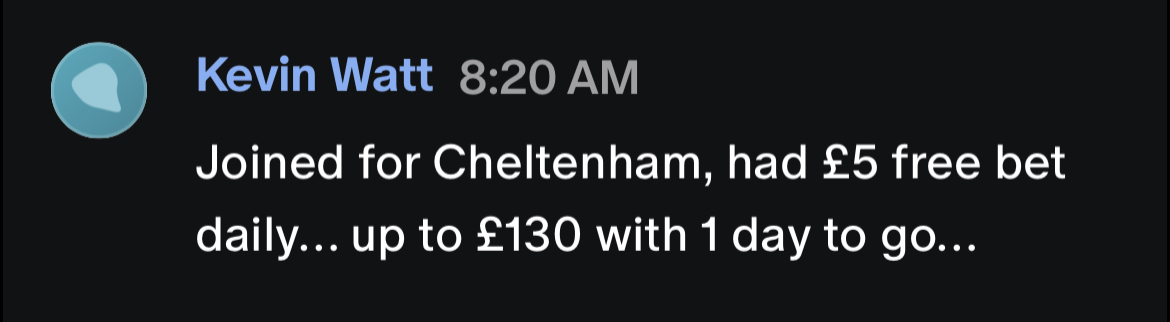 Kevin Watt 8:20 AM
Joined for Cheltenham, had £5 free bet
daily... up to £130 with 1 day to go...